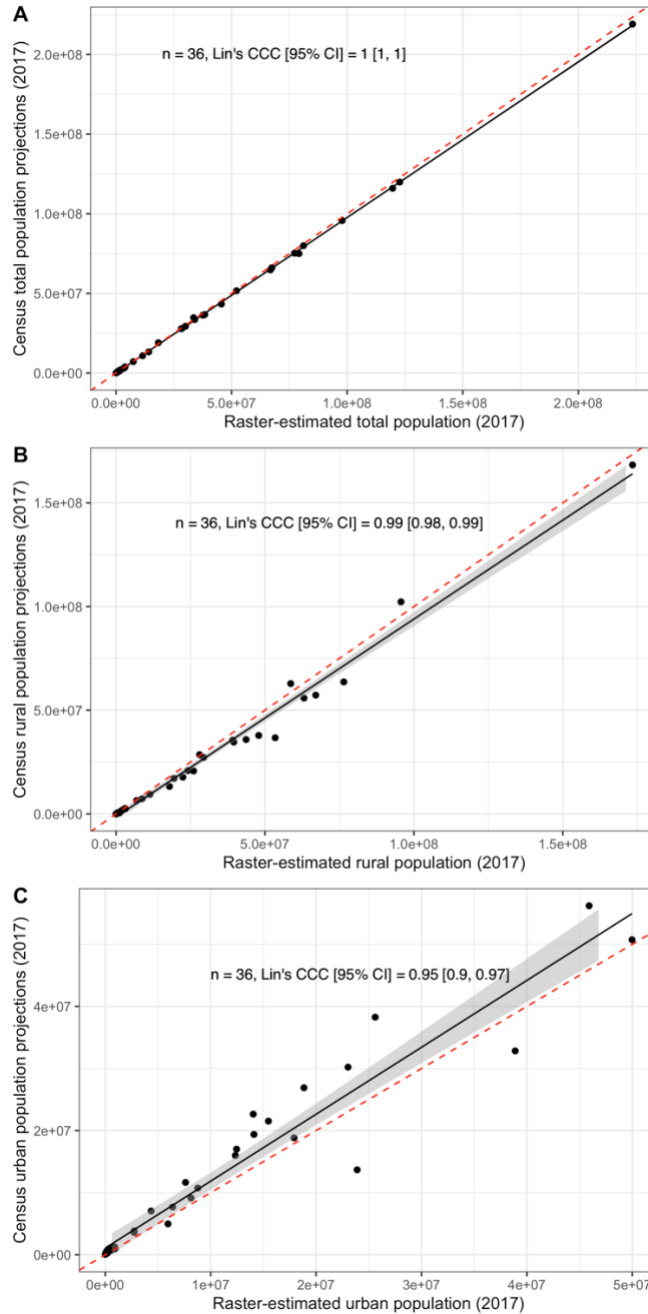 A
n = 36, Lin's CCC [95% CI] = 1 [1, 1]
Census total population projections (2017)
2.0e+08
1.5e+08
1.0e+08
5.0e+07
0.0e+00
0.0e+00 5.0e+07 1.0e+08 1.5e+08 2.0e+08
Raster-estimated total population (2017)
B
n = 36, Lin's CCC [95% CI] = 0.99 [0.98, 0.99]
Census rural population projections (2017)
1.5e+08
1.0e+08
5.0e+07
0.0e+00
0.0e+00 5.0e+07 1.0e+08 1.5e+08
Raster-estimated rural population (2017)
C
n = 36, Lin's CCC [95% CI] = 0.95 [0.9, 0.97]
Census urban population projections (2017)
4e+07
2e+07
0e+00
0e+00 1e+07 2e+07 3e+07 4e+07 5e+07
Raster-estimated urban population (2017)